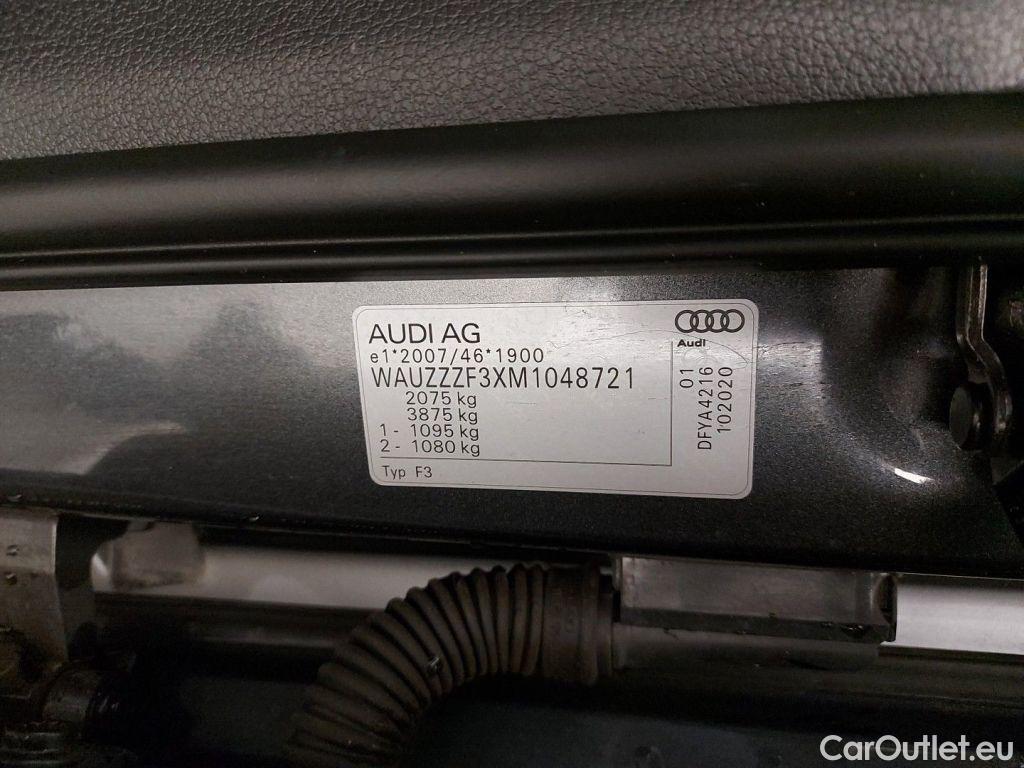 AUDI AG
Audi
e1*2007/46*1900
WAUZZZF3XM1048721
2075 kg
3875 kg
1 - 1095 kg
2 - 1080 kg
Typ F3
01
DFYA4216
102020
CarOutlet.eu